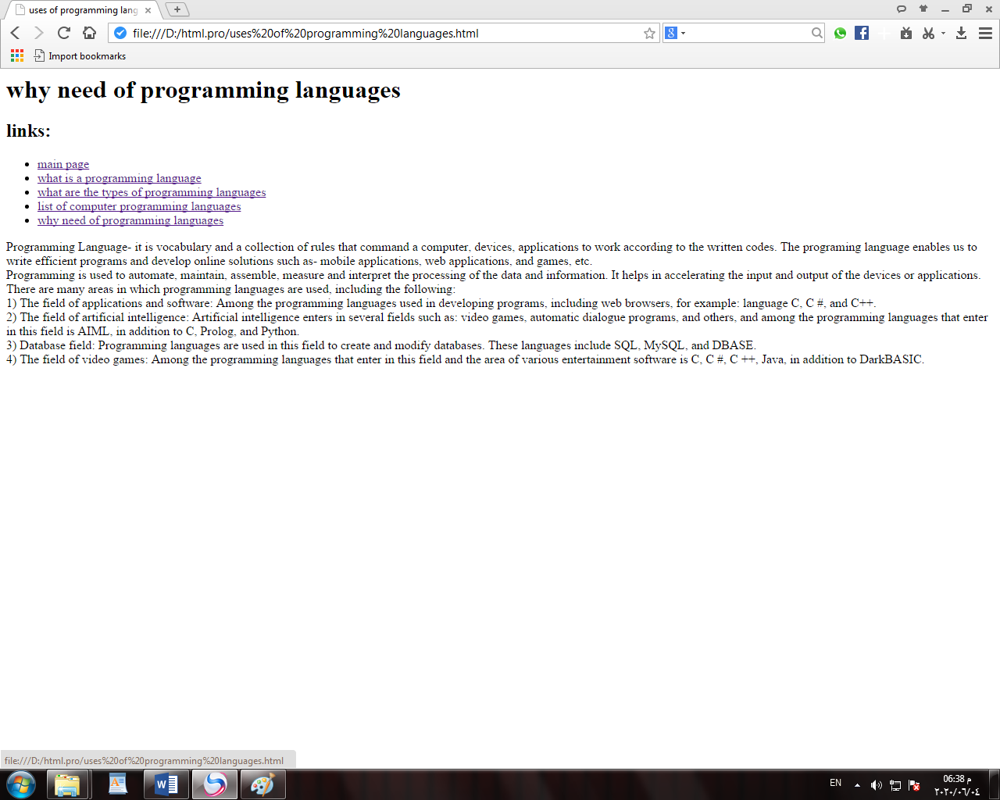 uses of programming lang
file:///D:/html.pro/uses%20of%20programming%20languages.html
Import bookmarks
why need of programming languages
links:
main page
what is a programming language
what are the types of programming languages
list of computer programming languages
why need of programming languages
Programming Language- it is vocabulary and a collection of rules that command a computer, devices, applications to work according to the written codes. The programing language enables us to
write efficient programs and develop online solutions such as- mobile applications, web applications, and games, etc.
Programming is used to automate, maintain, assemble, measure and interpret the processing of the data and information. It helps in accelerating the input and output of the devices or applications.
There are many areas in which programming languages are used, including the following:
1) The field of applications and software: Among the programming languages used in developing programs, including web browsers, for example: language C, C #, and C++.
2) The field of artificial intelligence: Artificial intelligence enters in several fields such as: video games, automatic dialogue programs, and others, and among the programming languages that enter
in this field is AIML, in addition to C, Prolog, and Python.
3) Database field: Programming languages are used in this field to create and modify databases. These languages include SQL, MySQL, and DBASE.
4) The field of video games: Among the programming languages that enter in this field and the area of various entertainment software is C, C #, C ++, Java, in addition to DarkBASIC.
file:///D:/html.pro/uses%20of%20programming%20languages.html
EN
06:38 م
٢٠٢٠/٠٦/٠٤